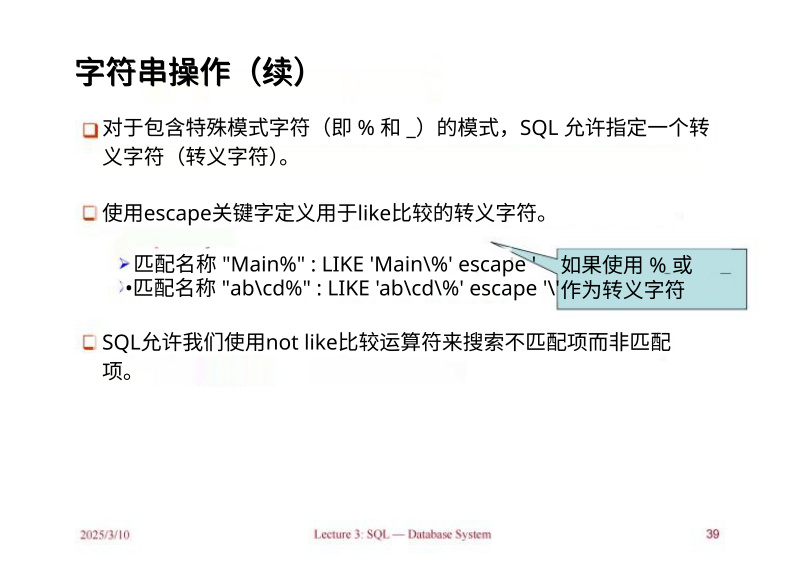 字符串操作（续）
对于包含特殊模式字符（即 % 和 _）的模式，SQL 允许指定一个转
义字符（转义字符）。
使用escape关键字定义用于like比较的转义字符。
匹配名称 "Main%" : LIKE 'Main\%' escape '
•匹配名称 "ab\cd%" : LIKE 'ab\cd\%' escape '\'
如果使用 %_或 _
作为转义字符
SQL允许我们使用not like比较运算符来搜索不匹配项而非匹配
项。
2025/3/10
Lecture 3: SQL — Database System
39